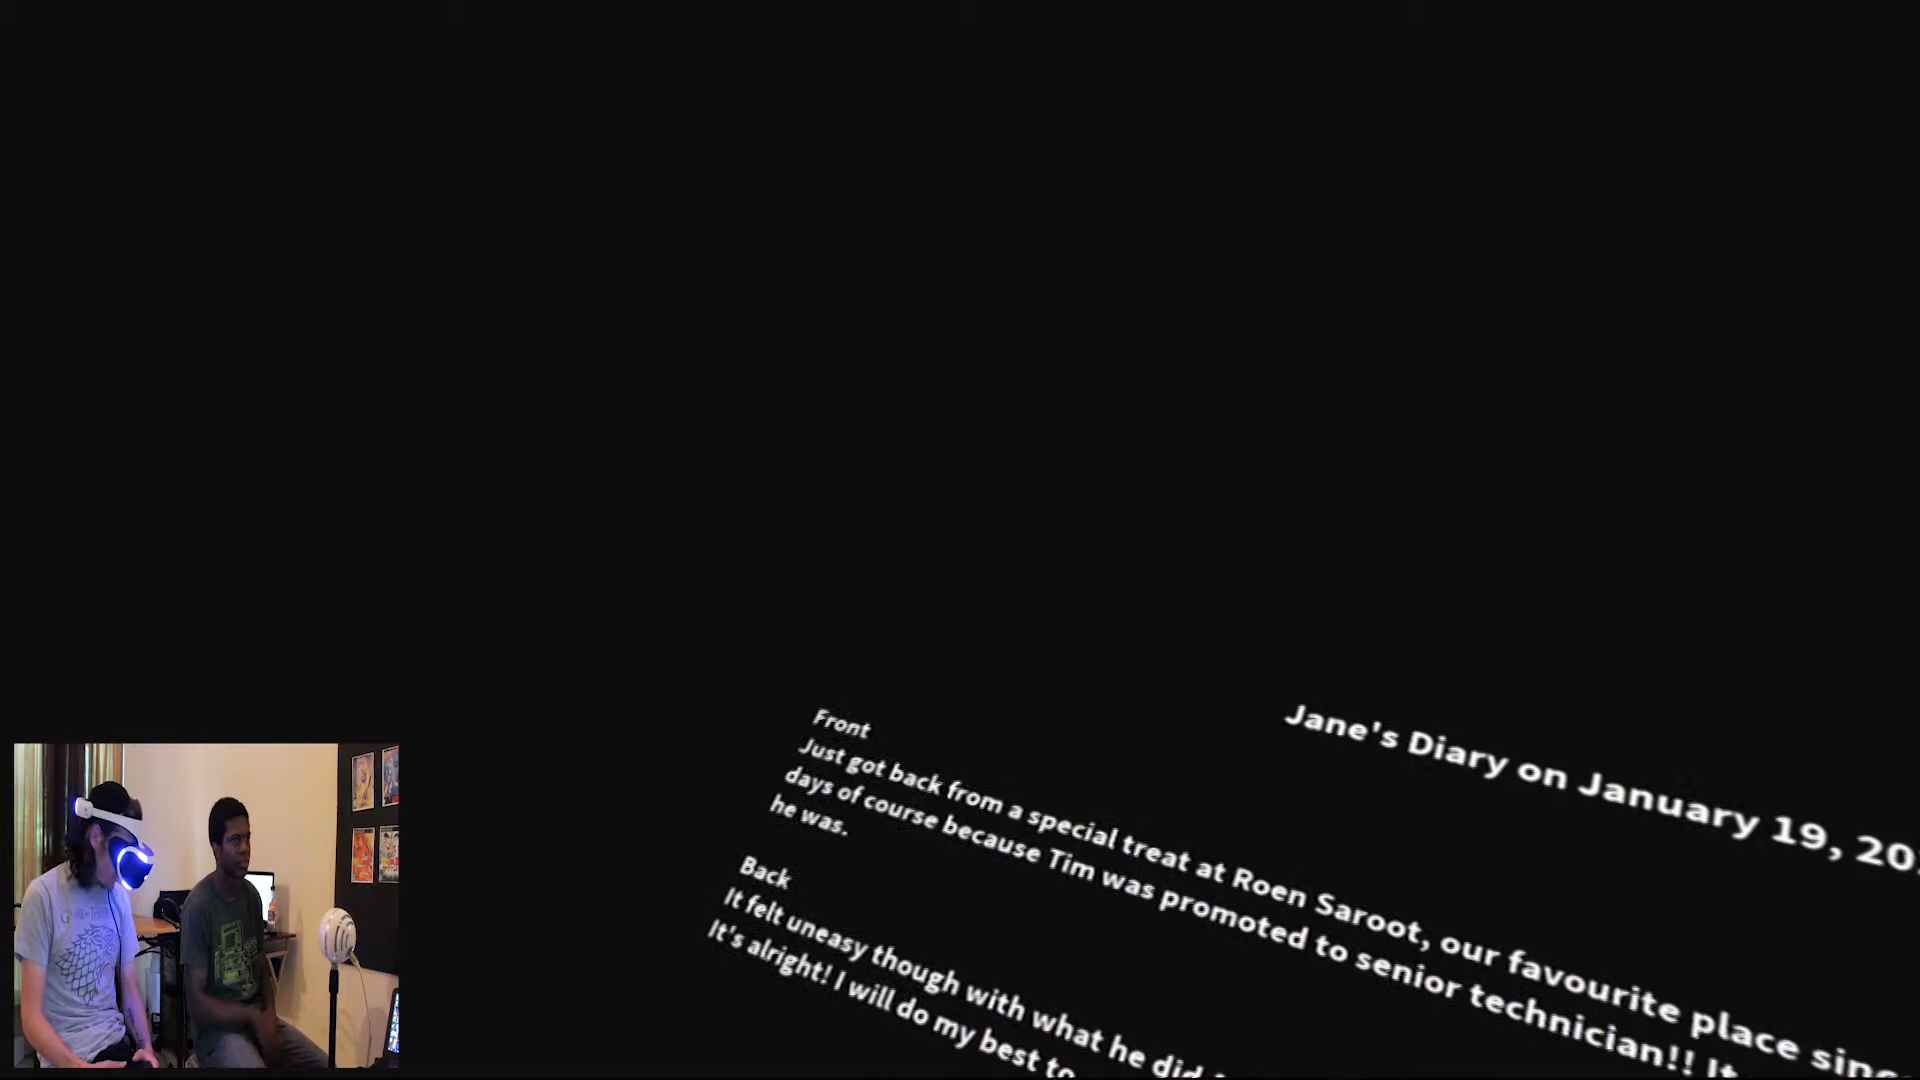 Jane's Diary on January 19,
Front
Just got back from a special treat at Roen Saroot, our favourite place
days of course because Tim was promoted to senior technician!! It
he was.
Back
It felt uneasy though with what he did
It's alright! I will do my best to